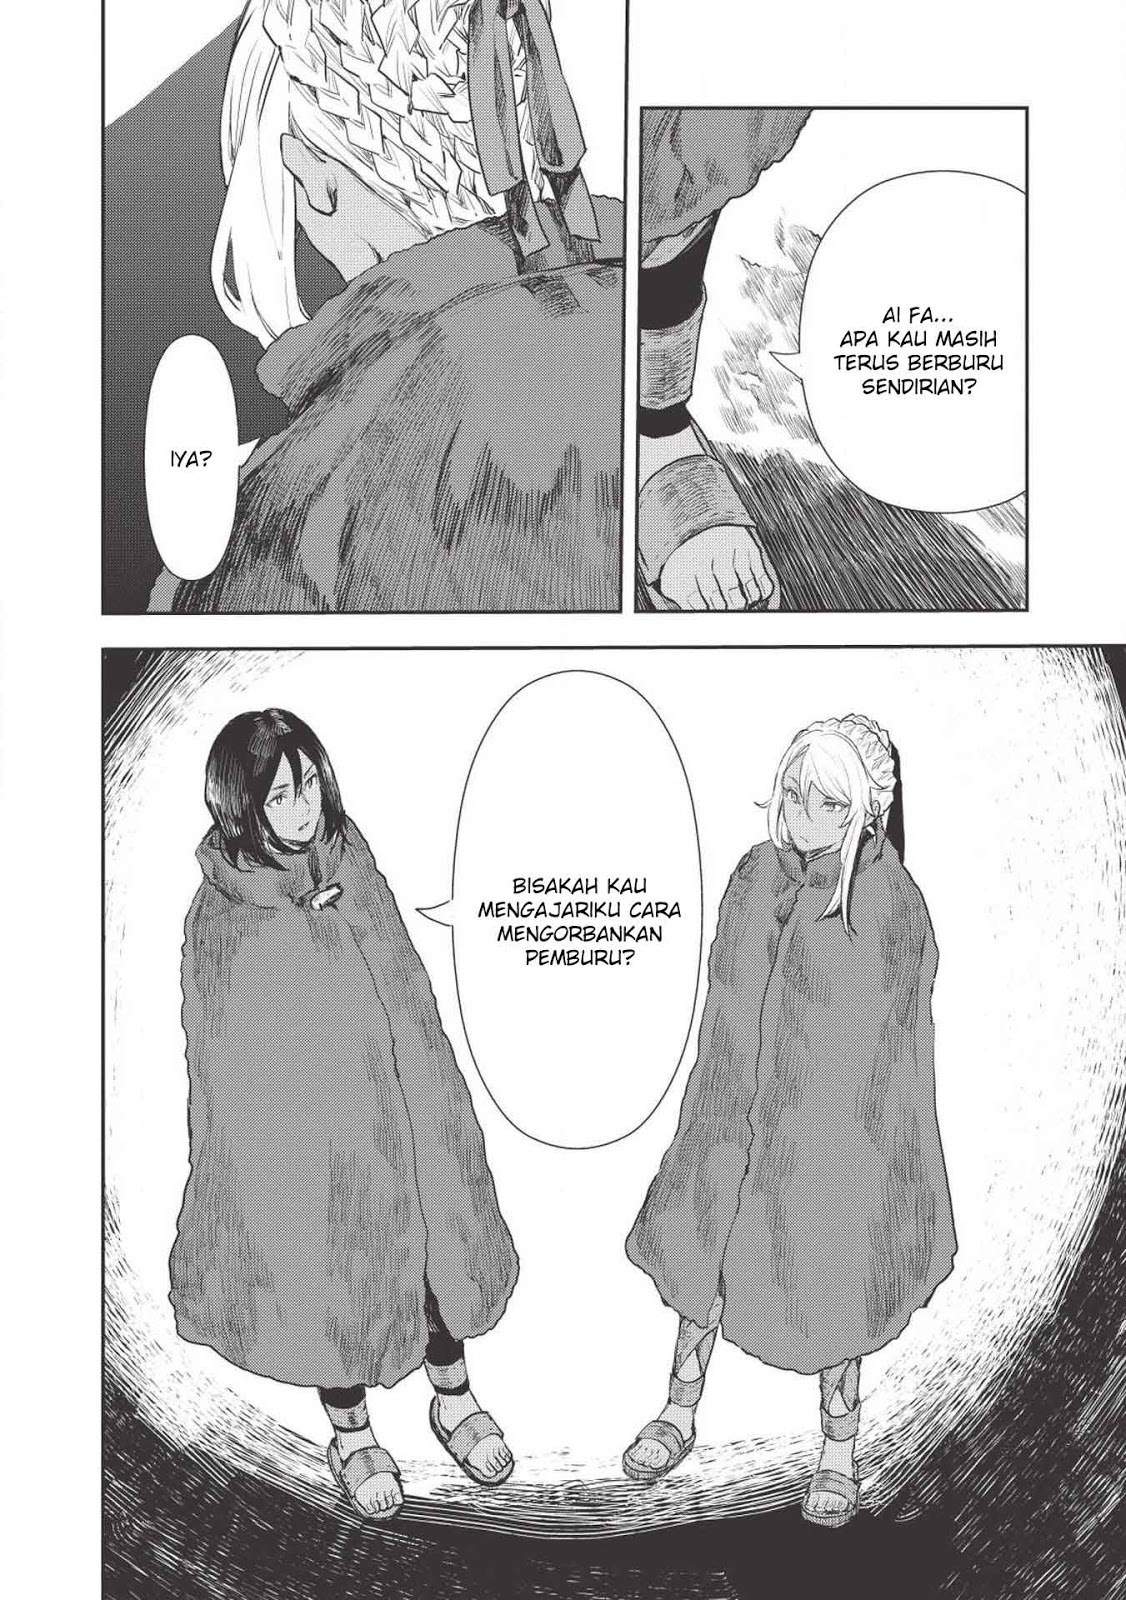 AI FA...
APA KAU MASIH
TERUS BERBURU
SENDIRIAN?
IYA?
BISAKAH KAU
MENGAJARIKU CARA
MENGORBANKAN
PEMBURU?